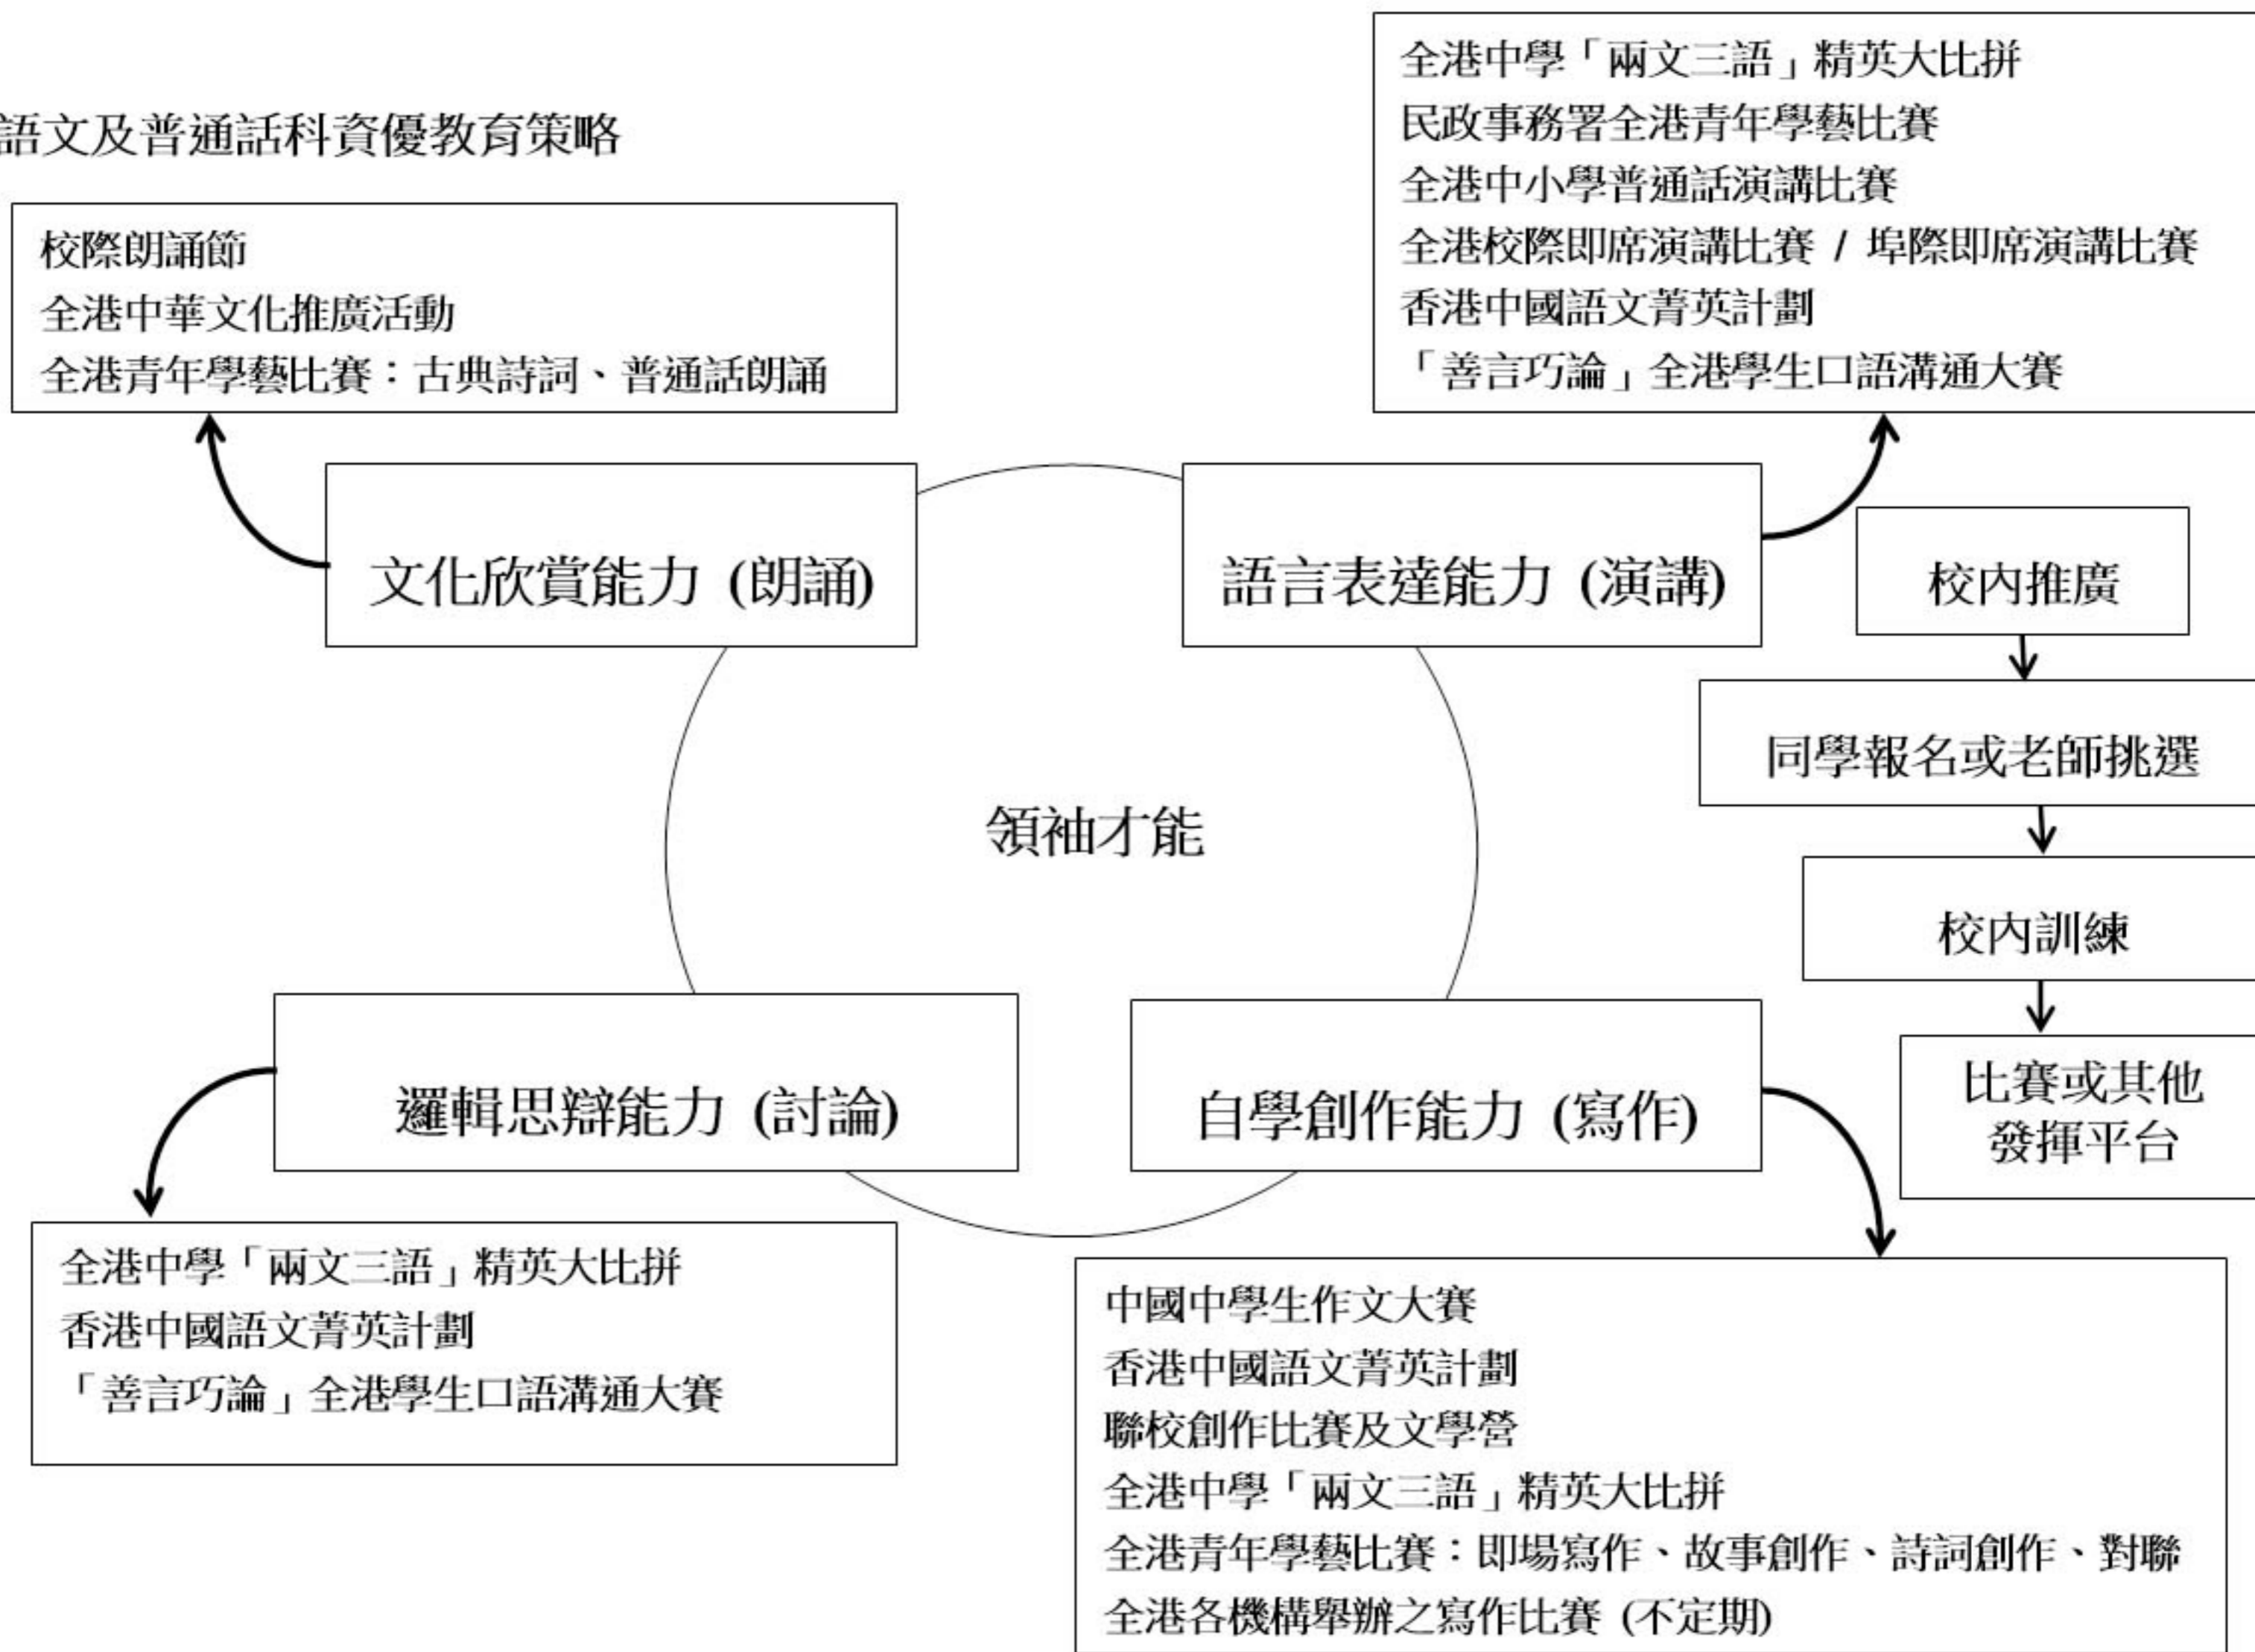 語文及普通話科資優教育策略
校際朗誦節
全港中華文化推廣活動
全港青年學藝比賽：古典詩詞、普通話朗誦
全港中學「兩文三語」精英大比拼
民政事務署全港青年學藝比賽
全港中小學普通話演講比賽
全港校際即席演講比賽 / 埠際即席演講比賽
香港中國語文菁英計劃
「善言巧論」全港學生口語溝通大賽
文化欣賞能力 (朗誦)
語言表達能力 (演講)
領袖才能
邏輯思辯能力 (討論)
自學創作能力 (寫作)
校內推廣
同學報名或老師挑選
校內訓練
比賽或其他
發揮平台
全港中學「兩文三語」精英大比拼
香港中國語文菁英計劃
「善言巧論」全港學生口語溝通大賽
中國中學生作文大賽
香港中國語文菁英計劃
聯校創作比賽及文學營
全港中學「兩文三語」精英大比拼
全港青年學藝比賽：即場寫作、故事創作、詩詞創作、對聯
全港各機構舉辦之寫作比賽 (不定期)